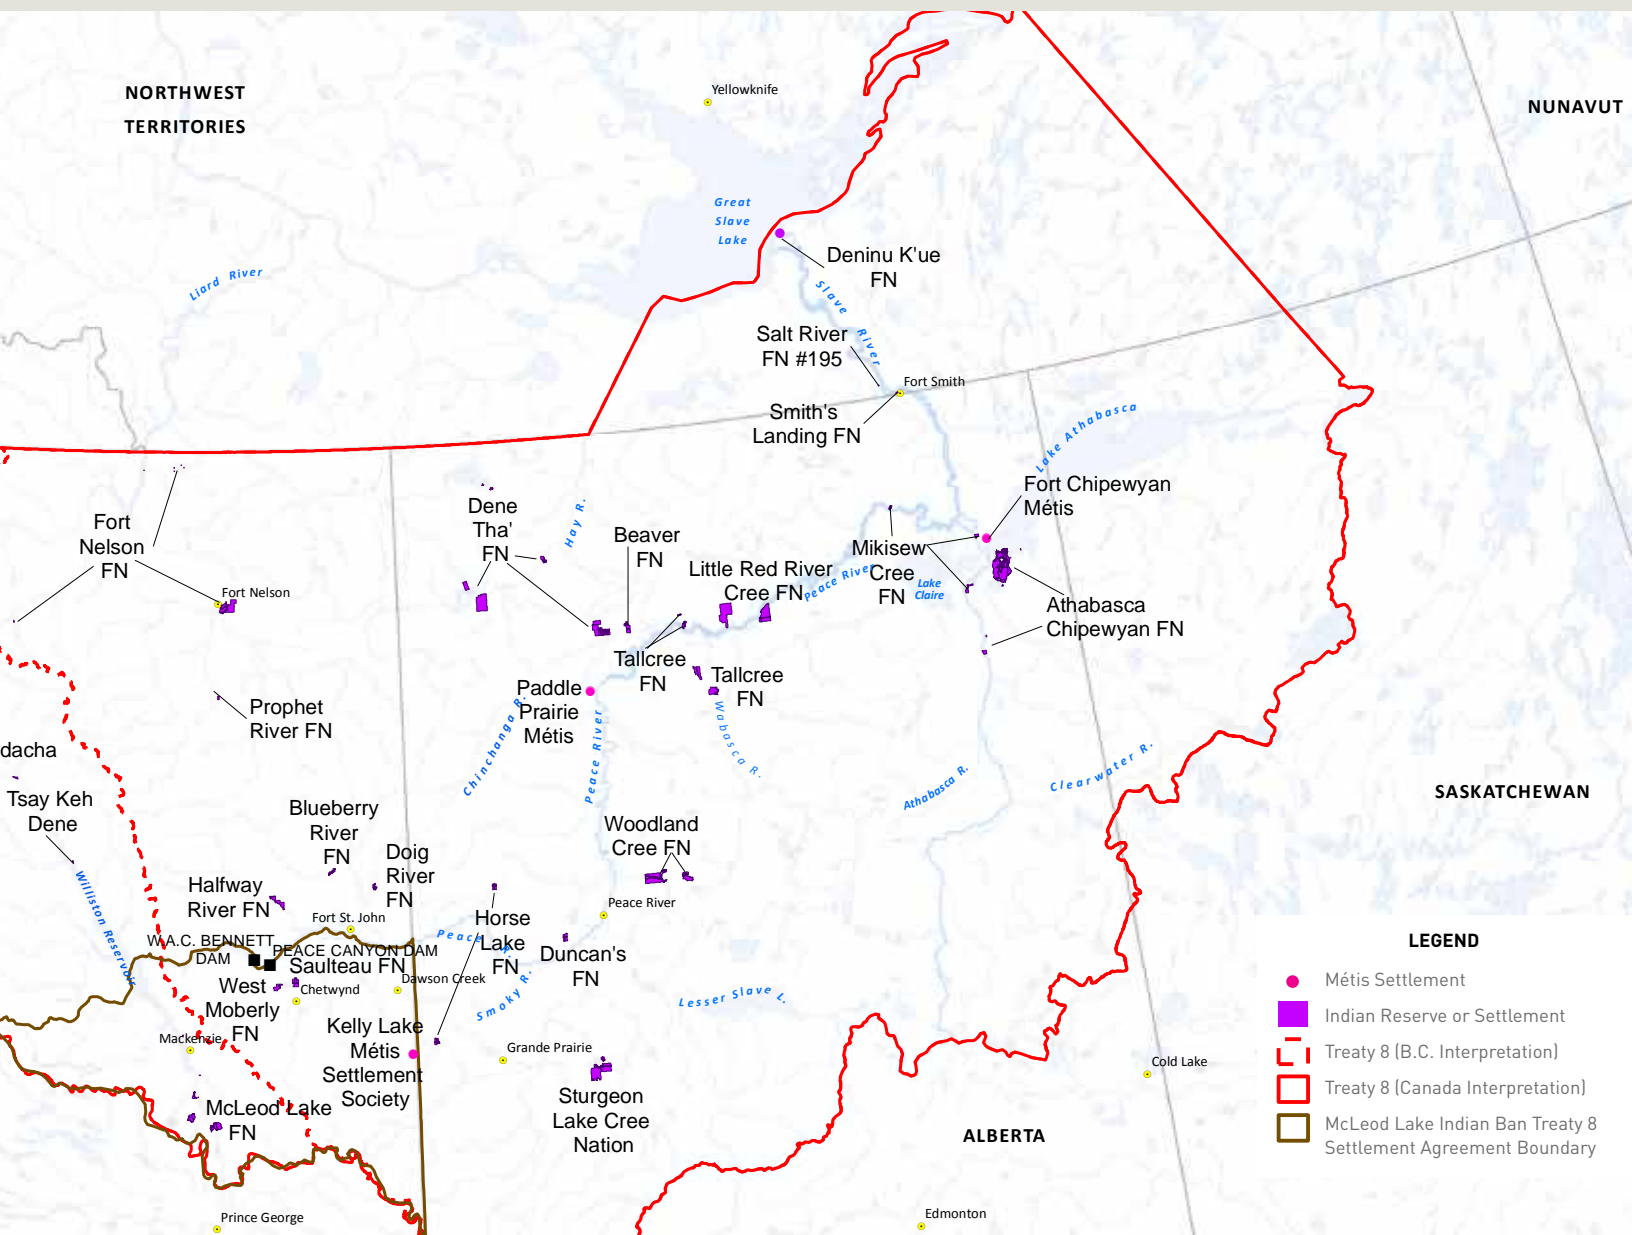 NORTHWEST
TERRITORIES
Yellowknife
NUNAVUT
Great
Slave
Lake
Deninu K'ue
FN
Liard River
Slave River
Salt River
FN #195
Fort Smith
Smith's
Landing FN
Lake Athabasca
Fort Chipewyan
Métis
Dene
Tha'
FN
Hay R.
Fort
Nelson
FN
Beaver
FN
Mikisew
Cree
FN
Little Red River
Cree FN
Peace River
Lake
Claire
Fort Nelson
Athabasca
Chipewyan FN
Tallcree
FN
Tallcree
FN
Paddle
Prairie
Métis
Prophet
River FN
Chinchanga R.
Peace River
Wabasca R.
dacha
Athabasca R.
Clearwater R.
Tsay Keh
Dene
SASKATCHEWAN
Blueberry
River
FN
Doig
River
FN
Woodland
Cree FN
Williston Reservoir
Halfway
River FN
Fort St. John
Horse
Lake
FN
Peace River
Peace R.
W.A.C. BENNETT
DAM
PEACE CANYON DAM
Saulteau FN
Duncan's
FN
Dawson Creek
West
Moberly
FN
Chetwynd
Smoky R.
Lesser Slave L.
Mackenzie
Kelly Lake
Métis
Settlement
Society
Grande Prairie
Cold Lake
McLeod Lake
FN
Sturgeon
Lake Cree
Nation
ALBERTA
Prince George
Edmonton
LEGEND
Métis Settlement
Indian Reserve or Settlement
Treaty 8 (B.C. Interpretation)
Treaty 8 (Canada Interpretation)
McLeod Lake Indian Ban Treaty 8
Settlement Agreement Boundary